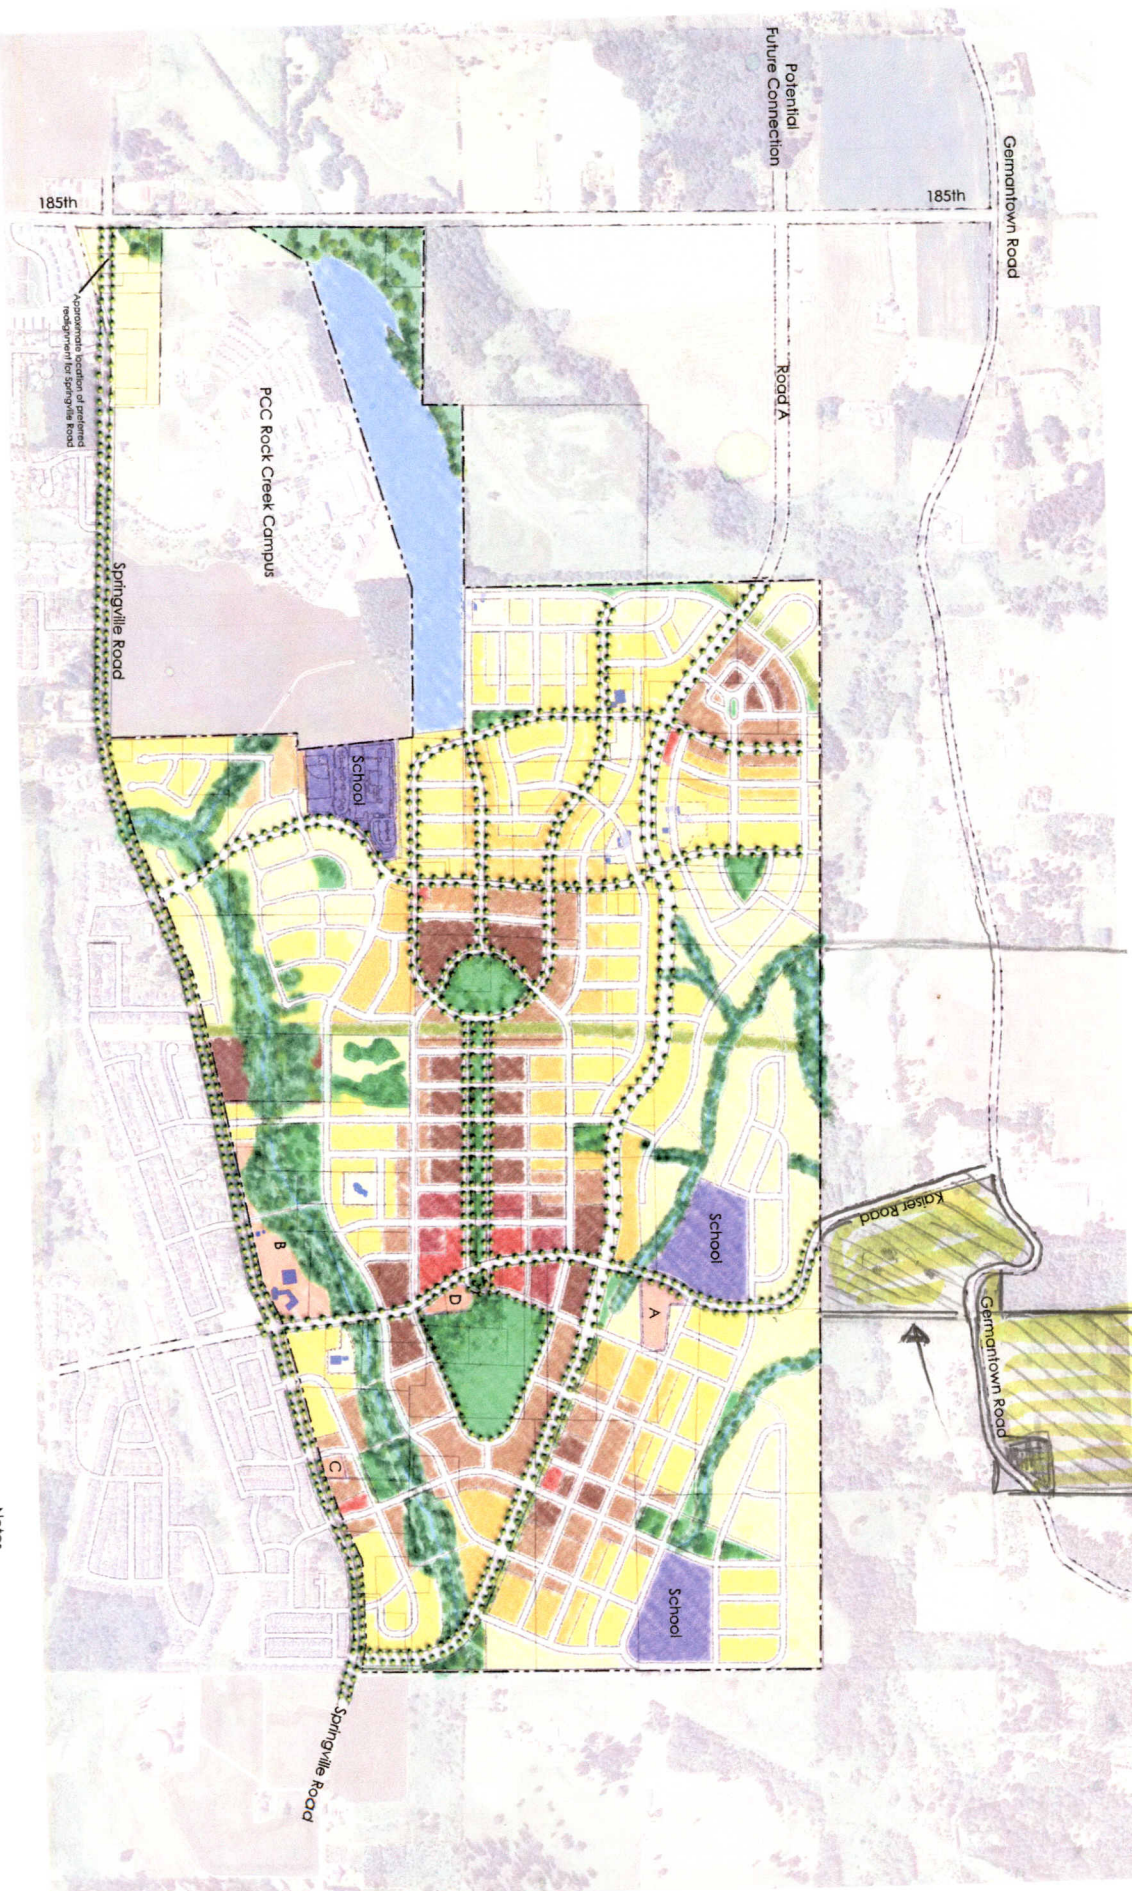 Potential
Future Connection
Germantown Road
185th
185th
Road A
Approximate location of preferred
realignment for Springville Road
PCC Rock Creek Campus
Springville Road
School
School
Kaiser Road
Germantown Road
B
D
A
C
School
Springville Road
Notes